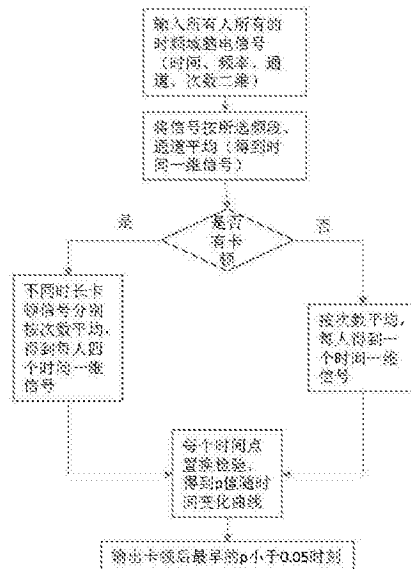 输入所有人所有的
时频域脑电信号
（时间、频率、通
道、次数二维）
将信号按所选频段、
通道平均（得到时
间一维信号）
是否
有卡
顿
是
否
不同时长卡
顿信号分别
按次数平均，
得到每人四
个时间一维
信号
按次数平均，
每人得到一
个时间一维
信号
每个时间点
置换检验，
得到p值随时
间变化曲线
输出卡顿后最早的p小于0.05时刻